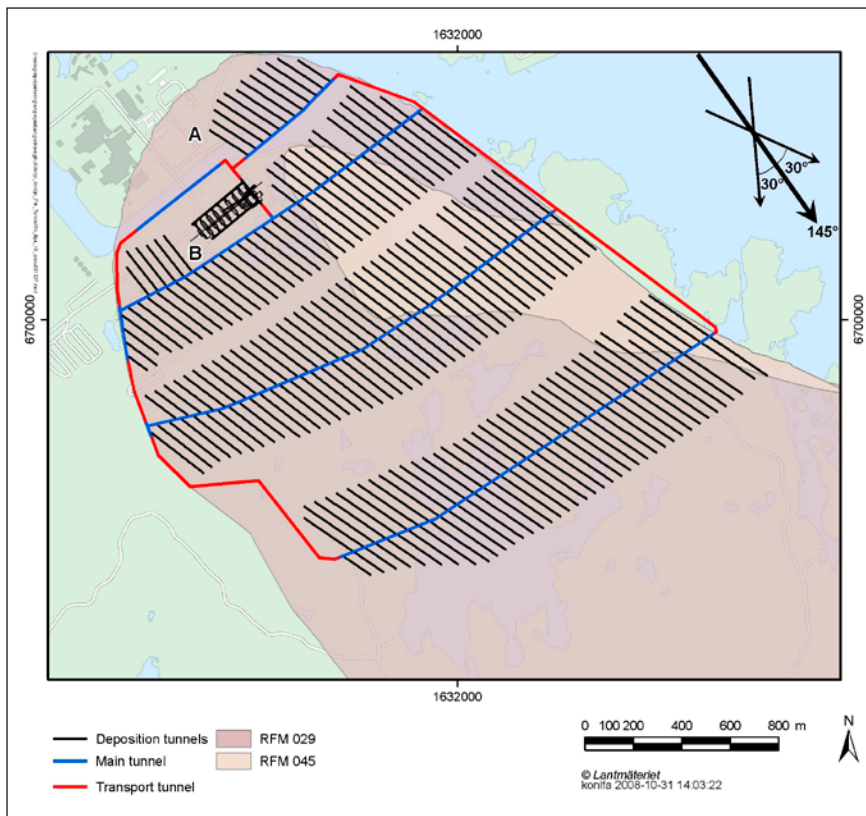 1632000
A
30°
30°
145°
B
6700000
6700000
1632000
Deposition tunnels
RFM 029
Main tunnel
RFM 045
Transport tunnel
0 100 200 400 600 800 m
N
© Lantmäteriet
konifa 2008-10-31 14:03:22